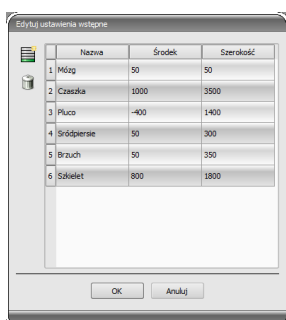 Edytuj ustawienia wstępne
Nazwa Środek Szerokość
1 Mózg 50 50
2 Czaszka 1000 3500
3 Płuco -400 1400
4 Śródpiersie 50 300
5 Brzuch 50 350
6 Szkielet 800 1800
OK Anuluj